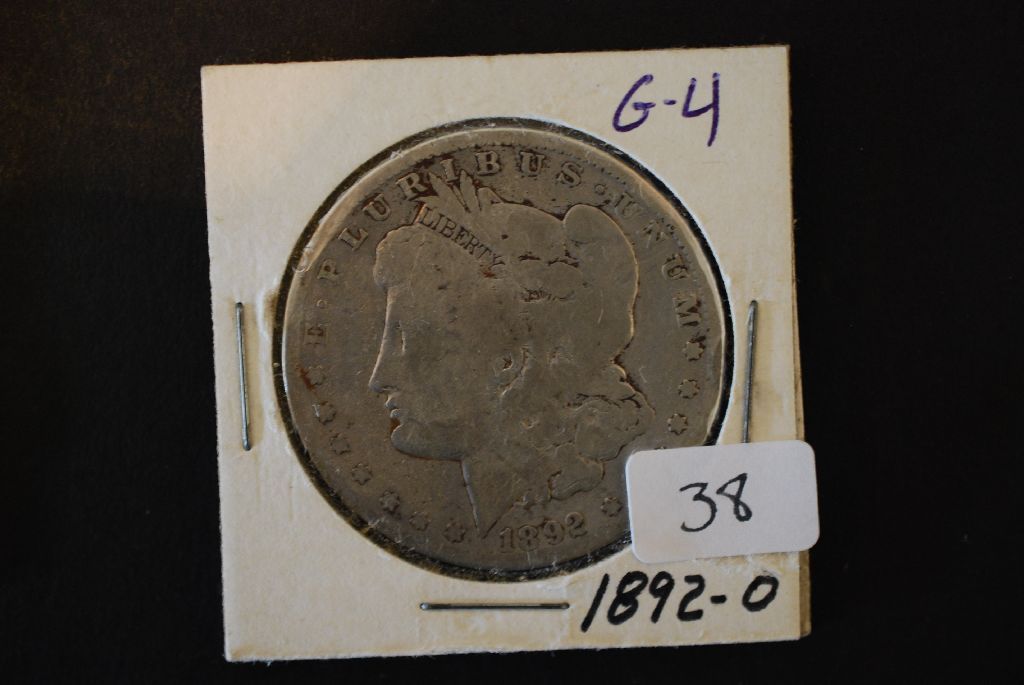 G-4
E · PLURIBUS · UNUM
LIBERTY
1892
38
1892-O